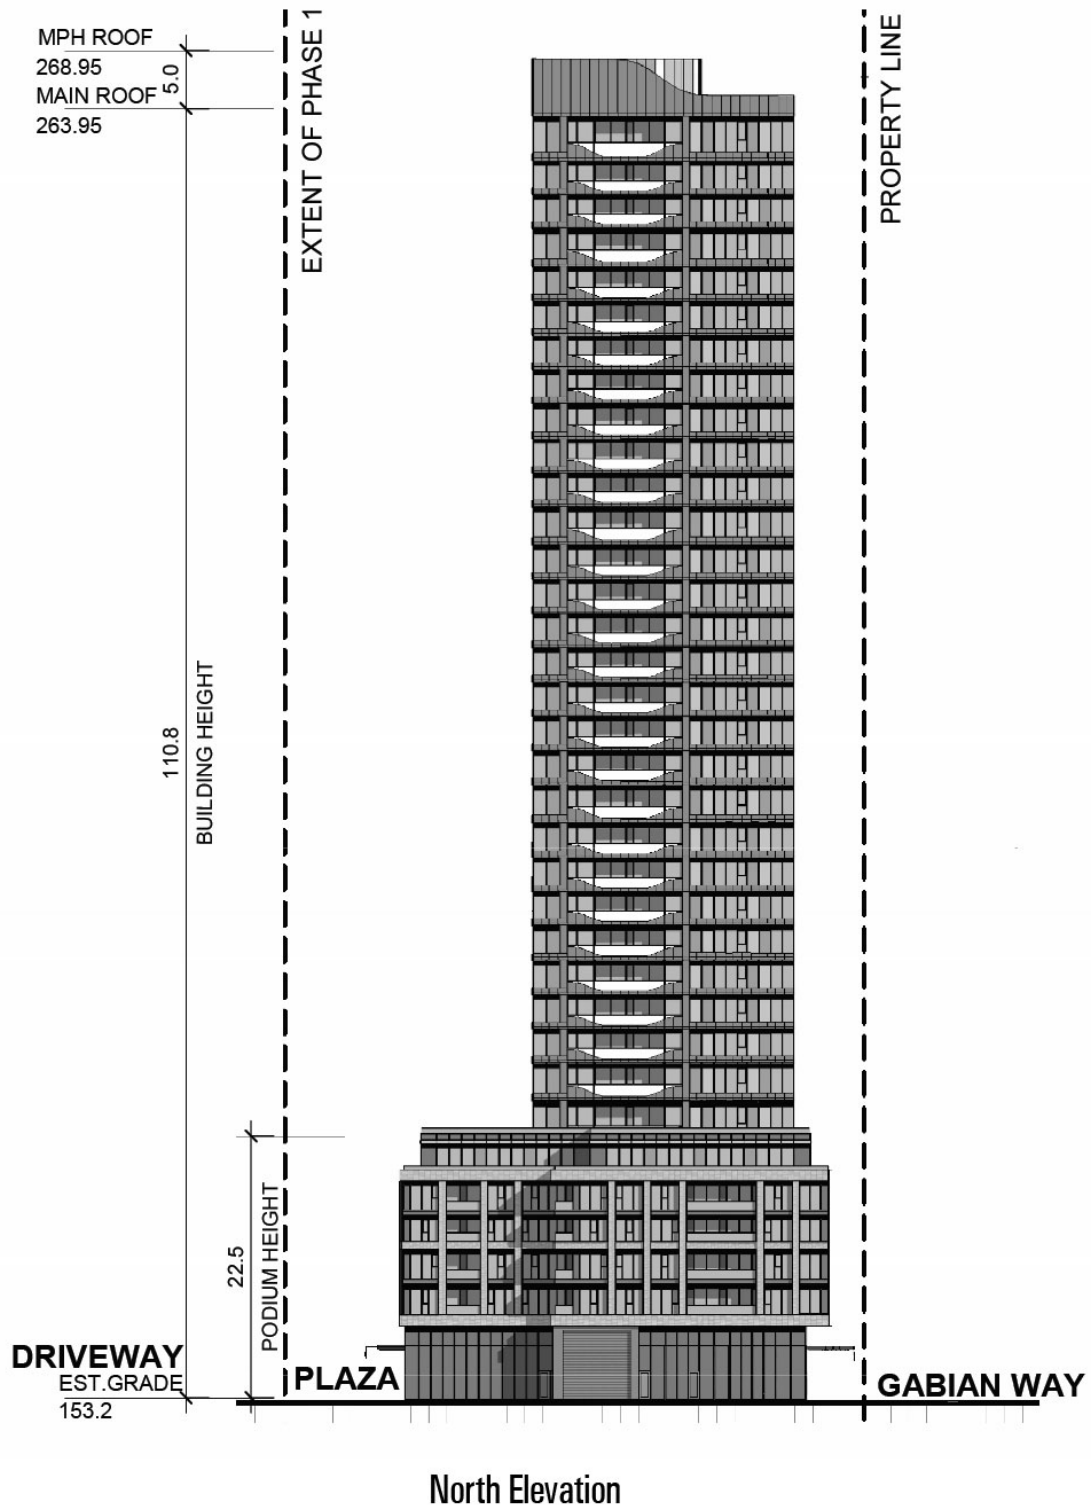 MPH ROOF
268.95
5.0
MAIN ROOF
263.95
EXTENT OF PHASE 1
PROPERTY LINE
110.8
BUILDING HEIGHT
22.5
PODIUM HEIGHT
DRIVEWAY
EST.GRADE
153.2
PLAZA
GABIAN WAY
North Elevation